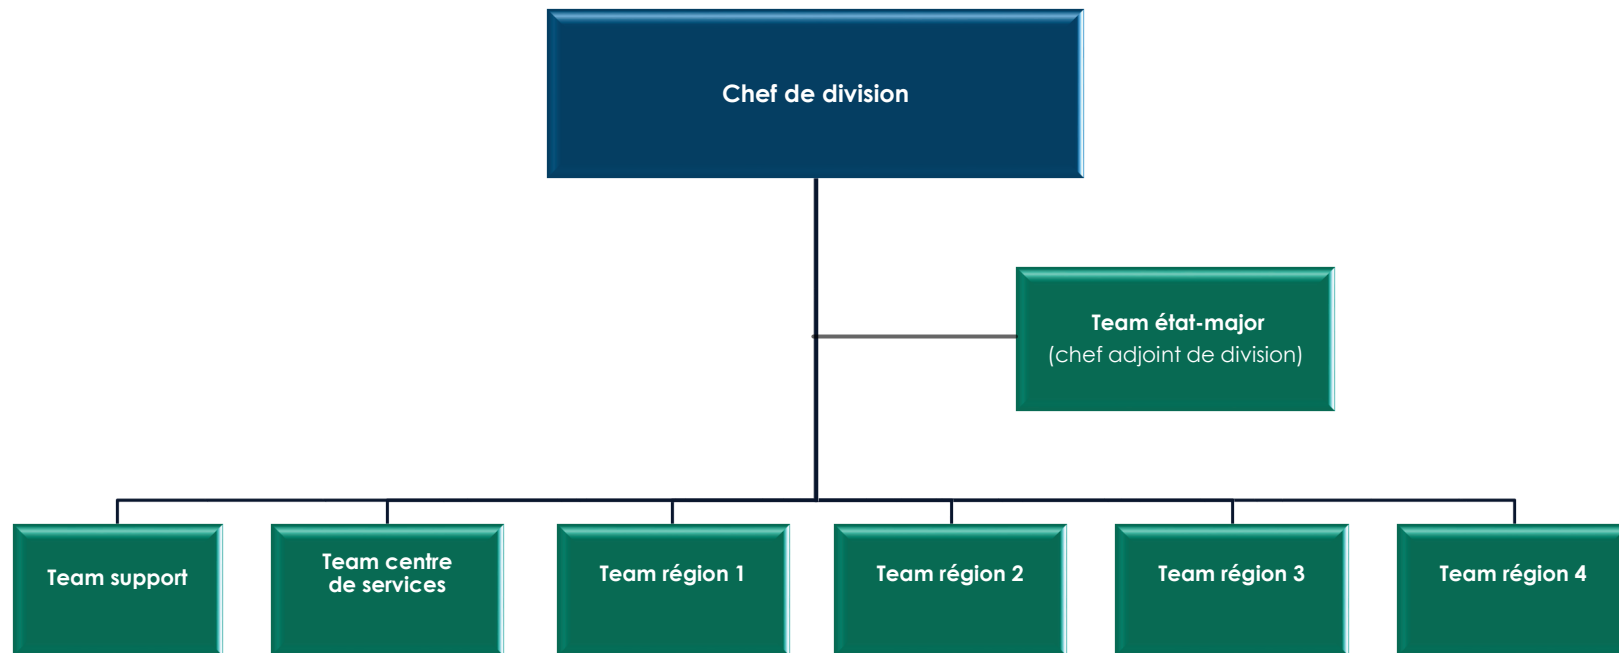 Chef de division
Team état-major
(chef adjoint de division)
Team support
Team centre
de services
Team région 1
Team région 2
Team région 3
Team région 4